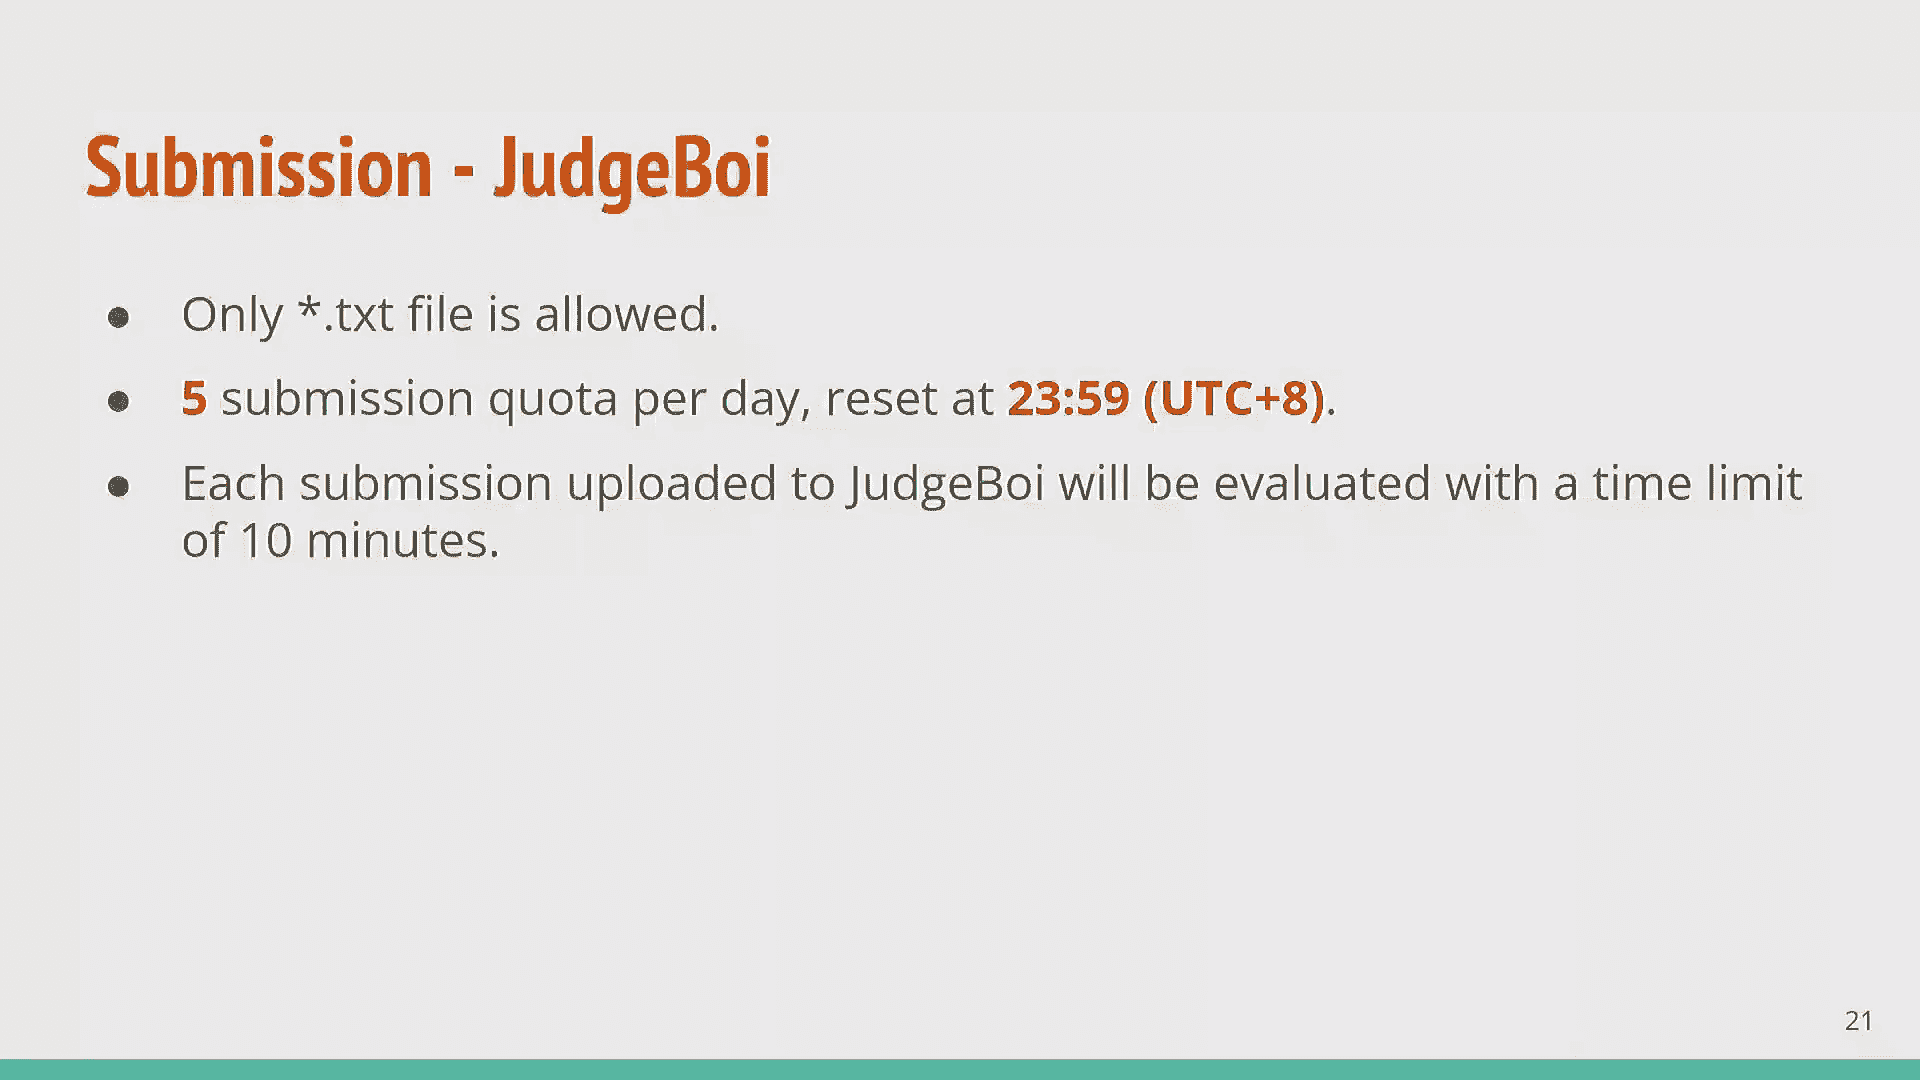 Submission - JudgeBoi
● Only *.txt file is allowed.
● 5 submission quota per day, reset at 23:59 (UTC+8).
● Each submission uploaded to JudgeBoi will be evaluated with a time limit
of 10 minutes.
21